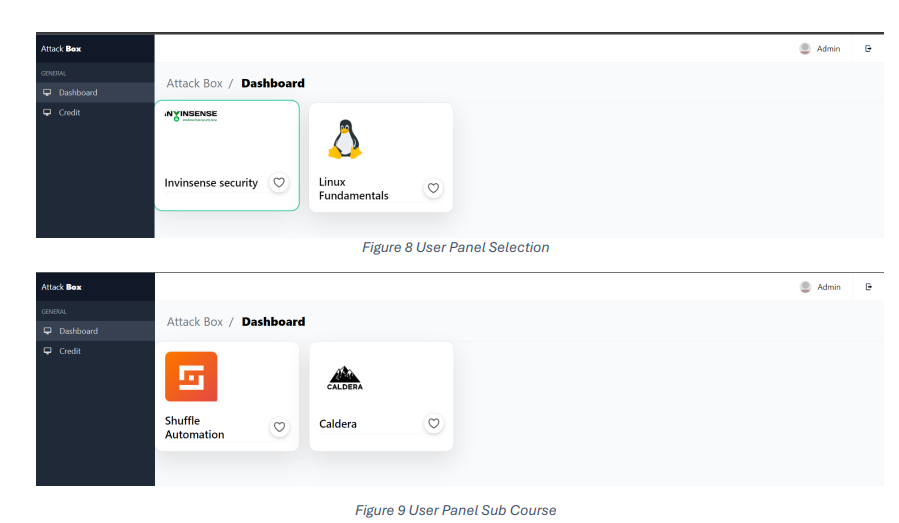 Attack Box
Admin
GENERAL
Dashboard
Credit
Attack Box / Dashboard
INVINSENSE
Invinsense security
Linux
Fundamentals
Figure 8 User Panel Selection
Attack Box
Admin
GENERAL
Dashboard
Credit
Attack Box / Dashboard
CALDERA
Shuffle
Automation
Caldera
Figure 9 User Panel Sub Course